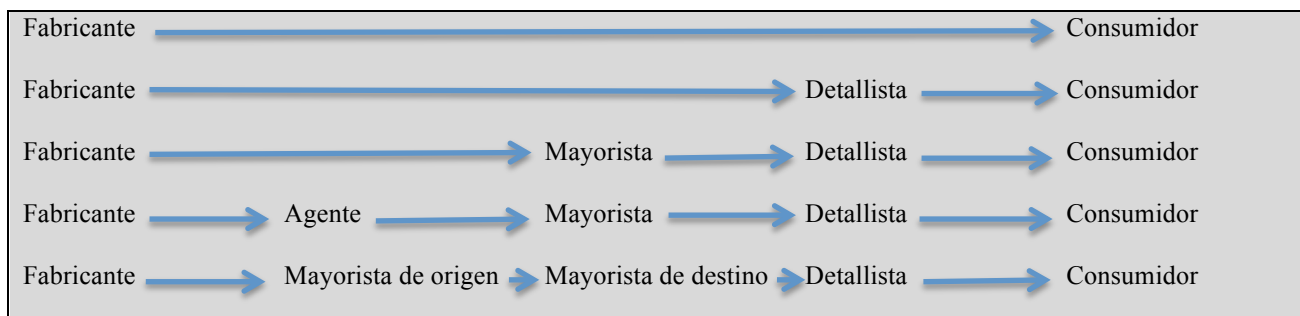 Fabricante Consumidor
Fabricante Detallista Consumidor
Fabricante Mayorista Detallista Consumidor
Fabricante Agente Mayorista Detallista Consumidor
Fabricante Mayorista de origen Mayorista de destino Detallista Consumidor